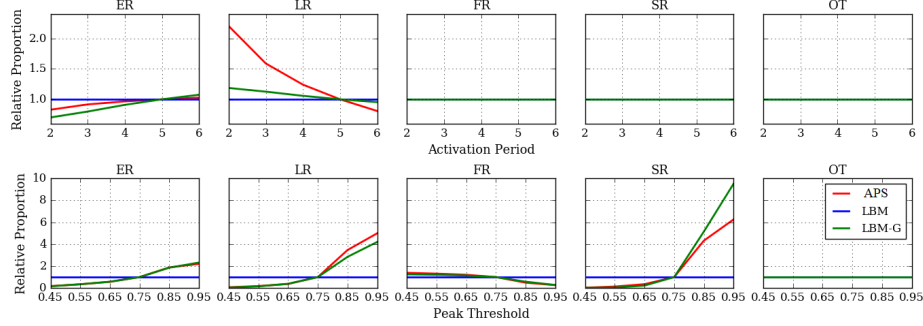 ER LR FR SR OT
Relative Proportion
2.0
1.5
1.0
2 3 4 5 6 2 3 4 5 6 2 3 4 5 6 2 3 4 5 6 2 3 4 5 6
Activation Period
ER LR FR SR OT
Relative Proportion
10
8
6
4
2
0
APS
LBM
LBM-G
0.45 0.55 0.65 0.75 0.85 0.95 0.45 0.55 0.65 0.75 0.85 0.95 0.45 0.55 0.65 0.75 0.85 0.95 0.45 0.55 0.65 0.75 0.85 0.95 0.45 0.55 0.65 0.75 0.85 0.95
Peak Threshold